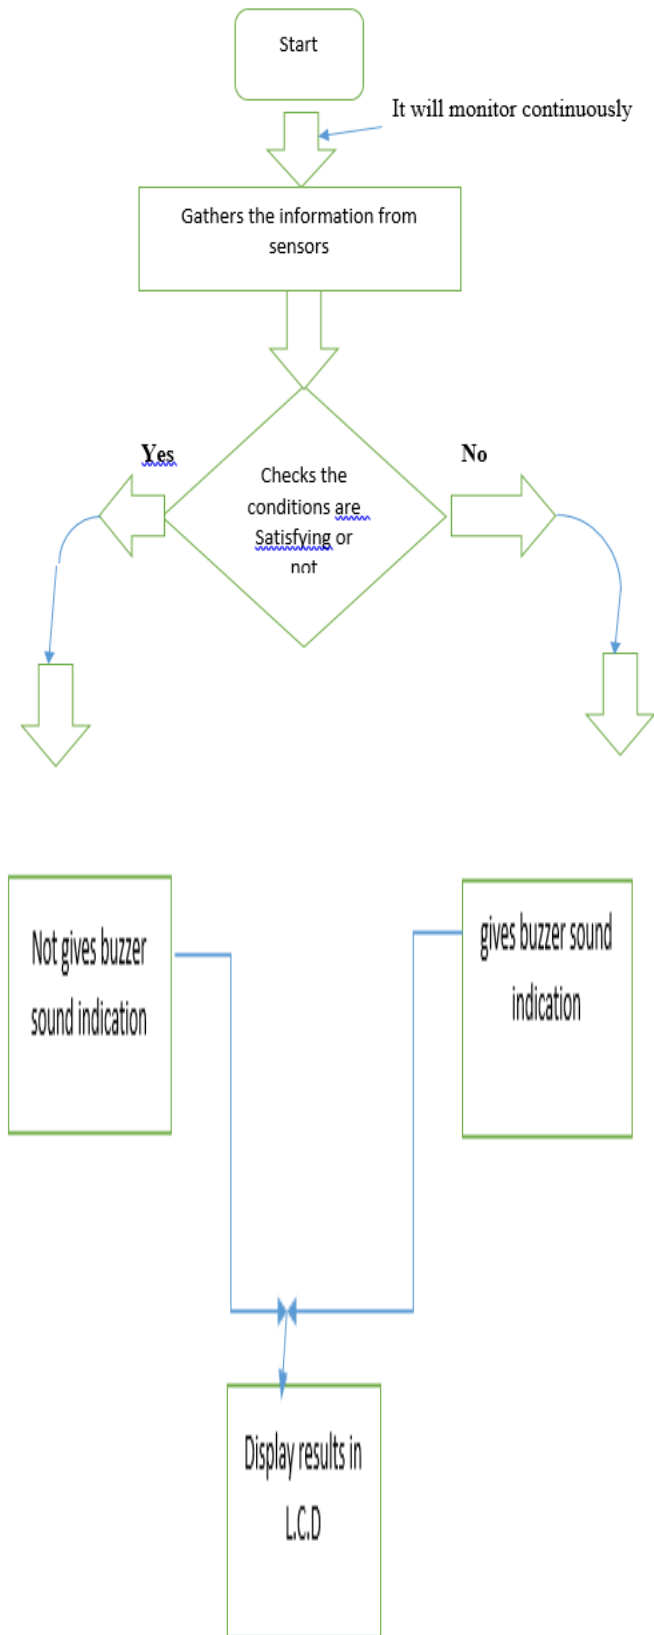 Start
It will monitor continuously
Gathers the information from
sensors
Yes
No
Checks the
conditions are
Satisfying or
not
Not gives buzzer
sound indication
gives buzzer sound
indication
Display results in
L.C.D